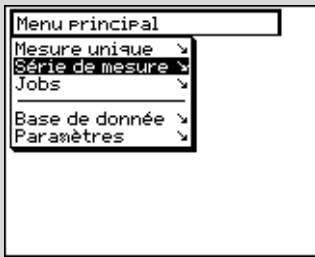 Menu principal
Mesure unique
Série de mesure
Jobs
Base de donnée
Paramètres